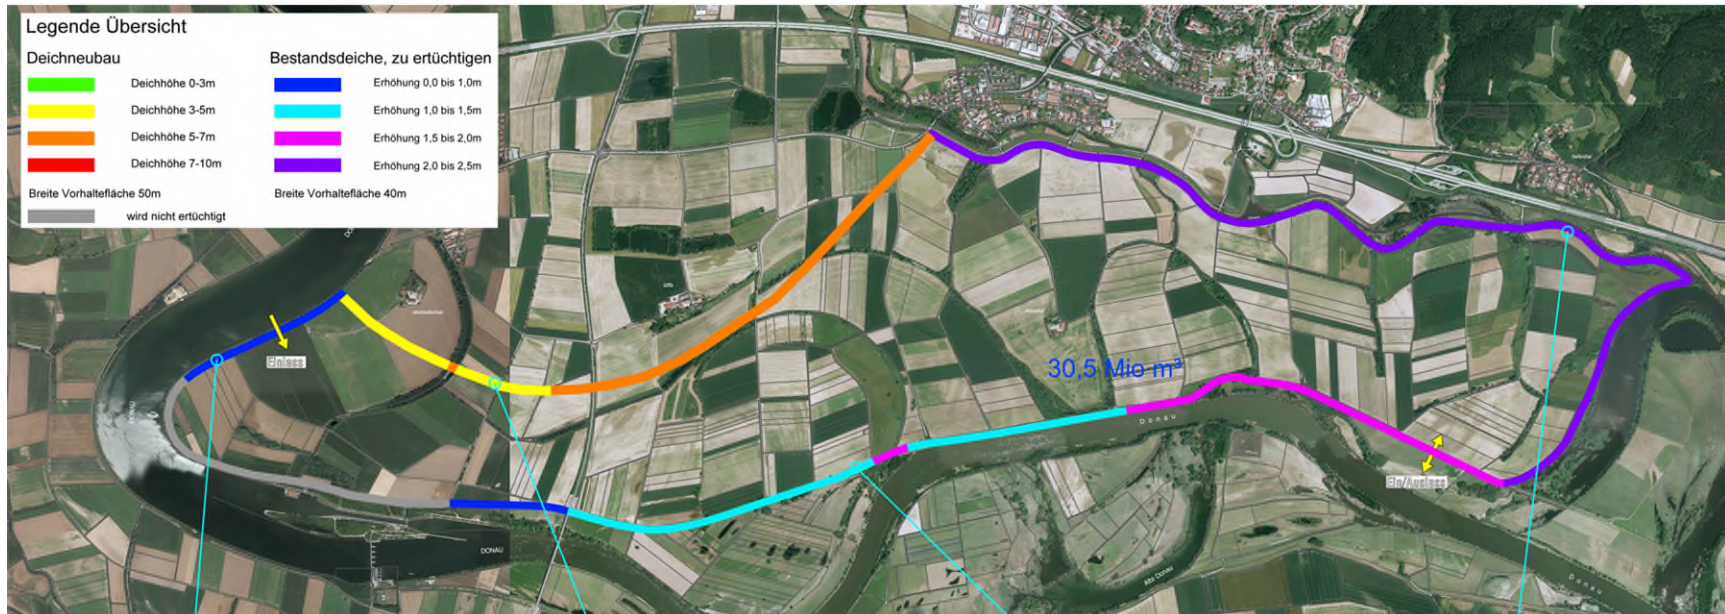 Legende Übersicht
Deichneubau
Deichhöhe 0-3m
Deichhöhe 3-5m
Deichhöhe 5-7m
Deichhöhe 7-10m
Breite Vorhaltefläche 50m
wird nicht ertüchtigt
Bestandsdeiche, zu ertüchtigen
Erhöhung 0,0 bis 1,0m
Erhöhung 1,0 bis 1,5m
Erhöhung 1,5 bis 2,0m
Erhöhung 2,0 bis 2,5m
Breite Vorhaltefläche 40m
Einlass
30,5 Mio m³
Donau
Ein/Auslass
DONAU
Alte Donau
Donau